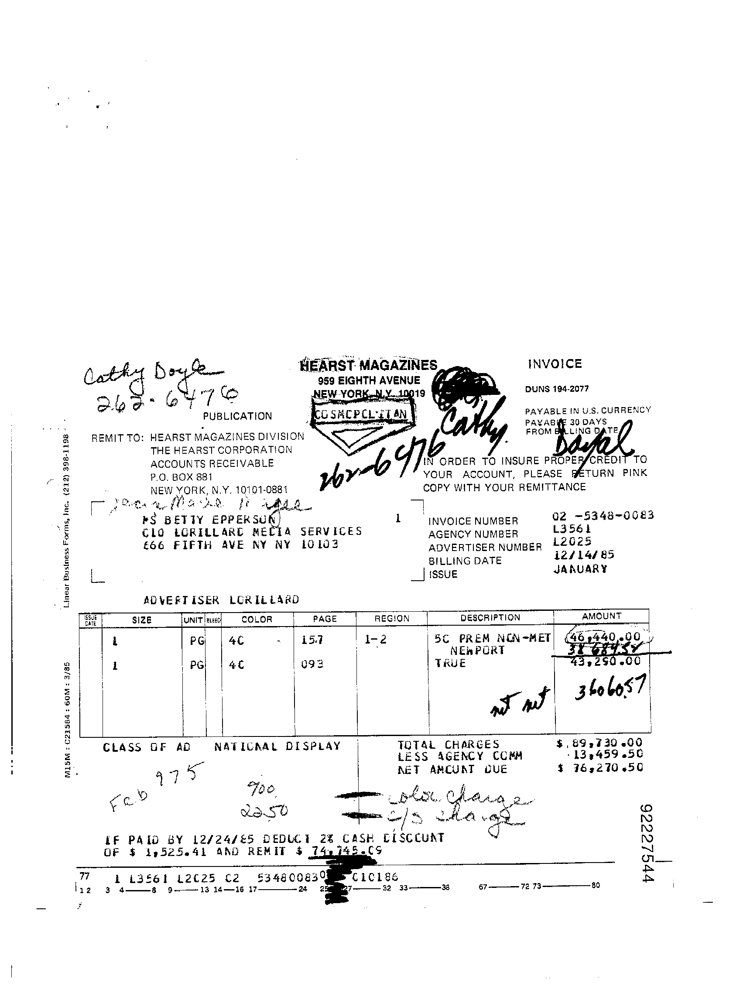 Cathy Doyle
262-6476
HEARST MAGAZINES
959 EIGHTH AVENUE
NEW YORK, N.Y. 10019
COSMOPOLITAN
INVOICE
DUNS 194-2077
PUBLICATION
PAYABLE IN U.S. CURRENCY
PAYABLE 30 DAYS
FROM BILLING DATE
Cathy
262-6476
REMIT TO: HEARST MAGAZINES DIVISION
THE HEARST CORPORATION
ACCOUNTS RECEIVABLE
P.O. BOX 881
NEW YORK, N.Y. 10101-0881
IN ORDER TO INSURE PROPER CREDIT TO
YOUR ACCOUNT, PLEASE RETURN PINK
COPY WITH YOUR REMITTANCE
MS BETTY EPPERSON
C/O LORILLARD MEDIA SERVICES
666 FIFTH AVE NY NY 10103
1
INVOICE NUMBER 02 -5348-0083
AGENCY NUMBER L3561
ADVERTISER NUMBER L2025
BILLING DATE 12/14/85
ISSUE JANUARY
ADVERTISER LORILLARD
ISSUE DATE SIZE UNIT BLEED COLOR PAGE REGION DESCRIPTION AMOUNT
1 PG 4C 157 1-2 5C PREM NON-MET 46,440.00
NEWPORT 38684.52
1 PG 4C 093 TRUE 43,290.00
net net 36060.57
CLASS OF AD NATIONAL DISPLAY
TOTAL CHARGES $ 89,730.00
LESS AGENCY COMM 13,459.50
NET AMOUNT DUE $ 76,270.50
Feb 975
900
2250
color charge
c/s charge
IF PAID BY 12/24/85 DEDUCT 2% CASH DISCOUNT
OF $ 1,525.41 AND REMIT $ 74,745.09
77 1 L3561 L2025 C2 534800830 C10186
1 2 3 4 8 9 13 14 16 17 24 25 27 32 33 38 67 72 73 80
Linear Business Forms, Inc. (212) 398-1198
M15M : C23584 : 60M : 3/85
92227544